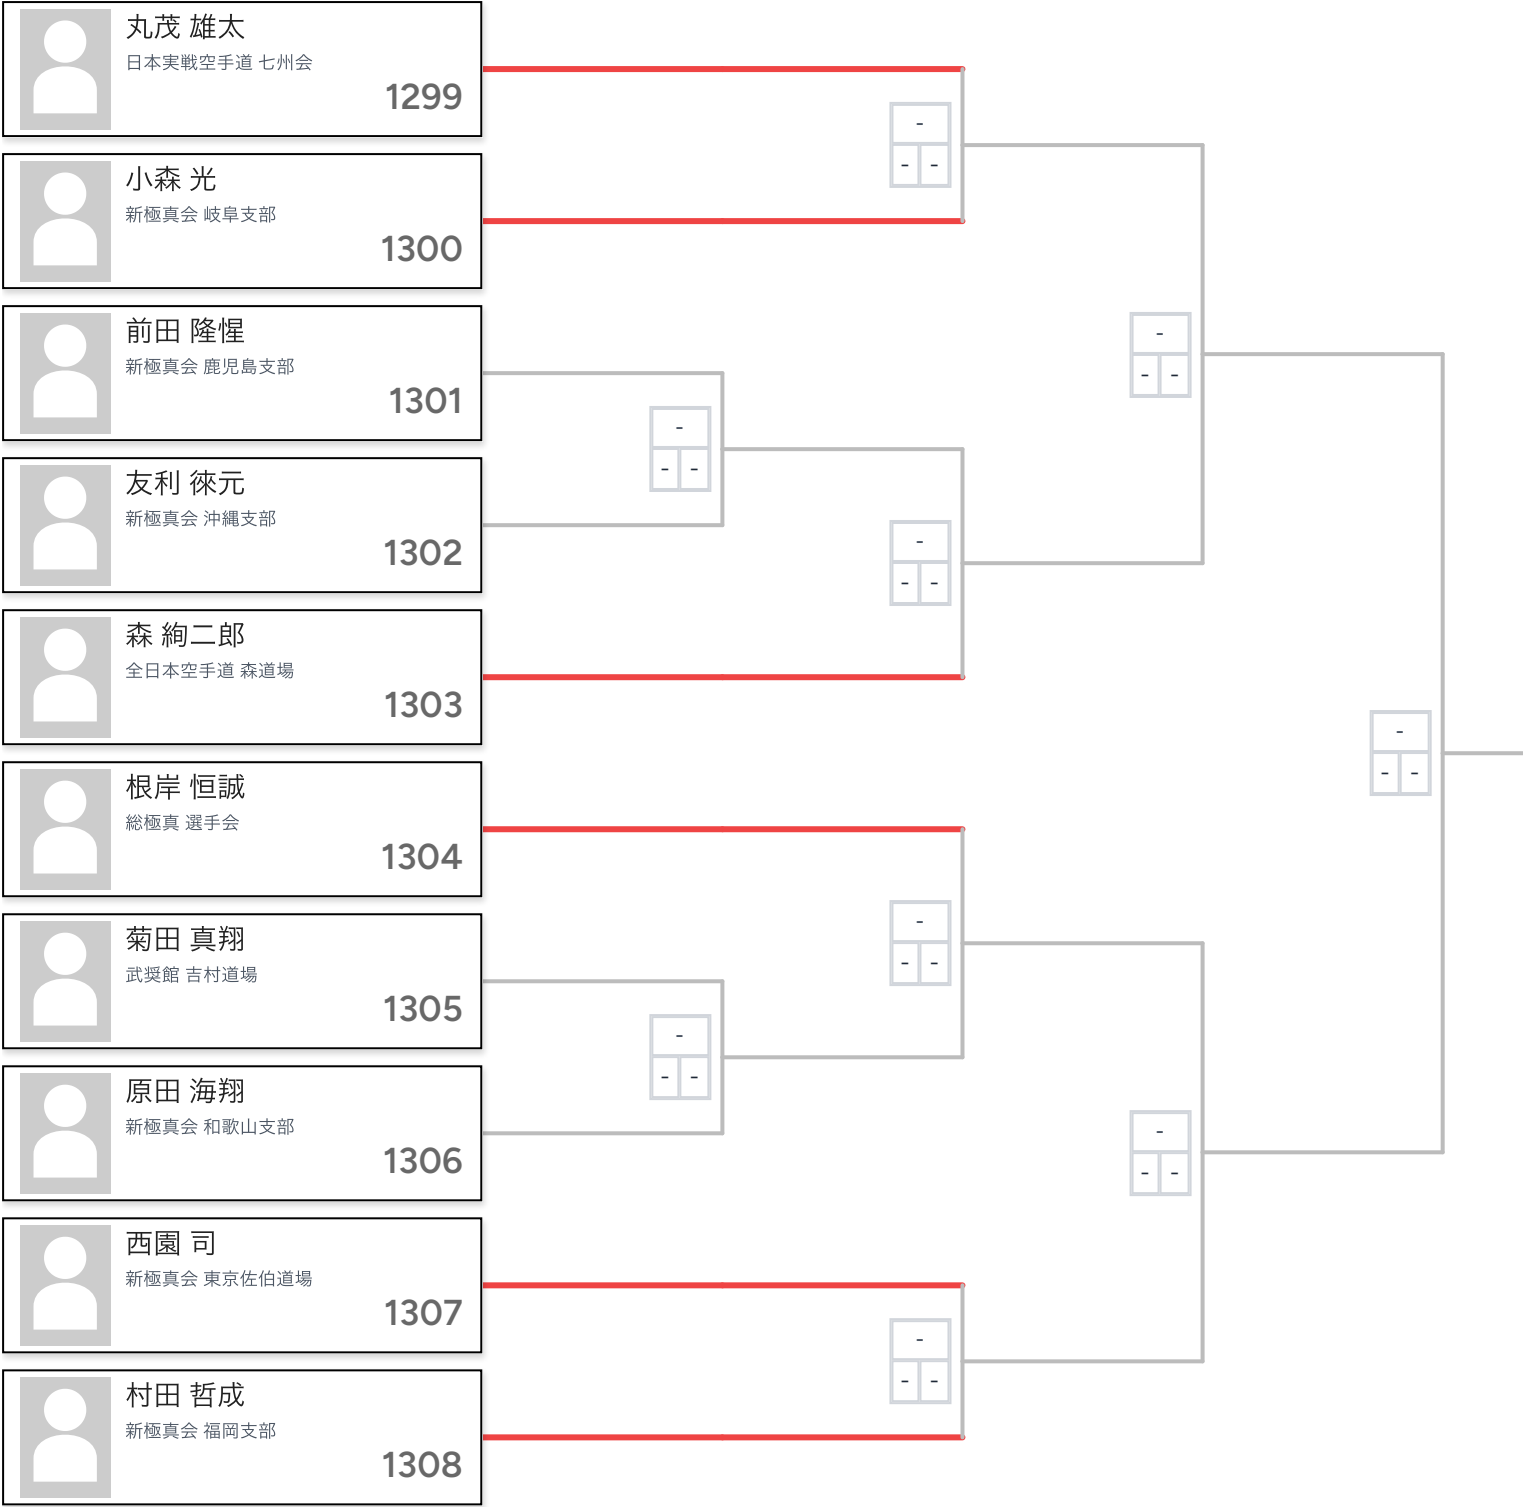 丸茂 雄太
日本実戦空手道 七州会
1299
小森 光
新極真会 岐阜支部
1300
前田 隆惺
新極真会 鹿児島支部
1301
友利 徠元
新極真会 沖縄支部
1302
森 絢二郎
全日本空手道 森道場
1303
根岸 恒誠
総極真 選手会
1304
菊田 真翔
武奨館 吉村道場
1305
原田 海翔
新極真会 和歌山支部
1306
西園 司
新極真会 東京佐伯道場
1307
村田 哲成
新極真会 福岡支部
1308
-
- -
-
- -
-
- -
-
- -
-
- -
-
- -
-
- -
-
- -
-
- -